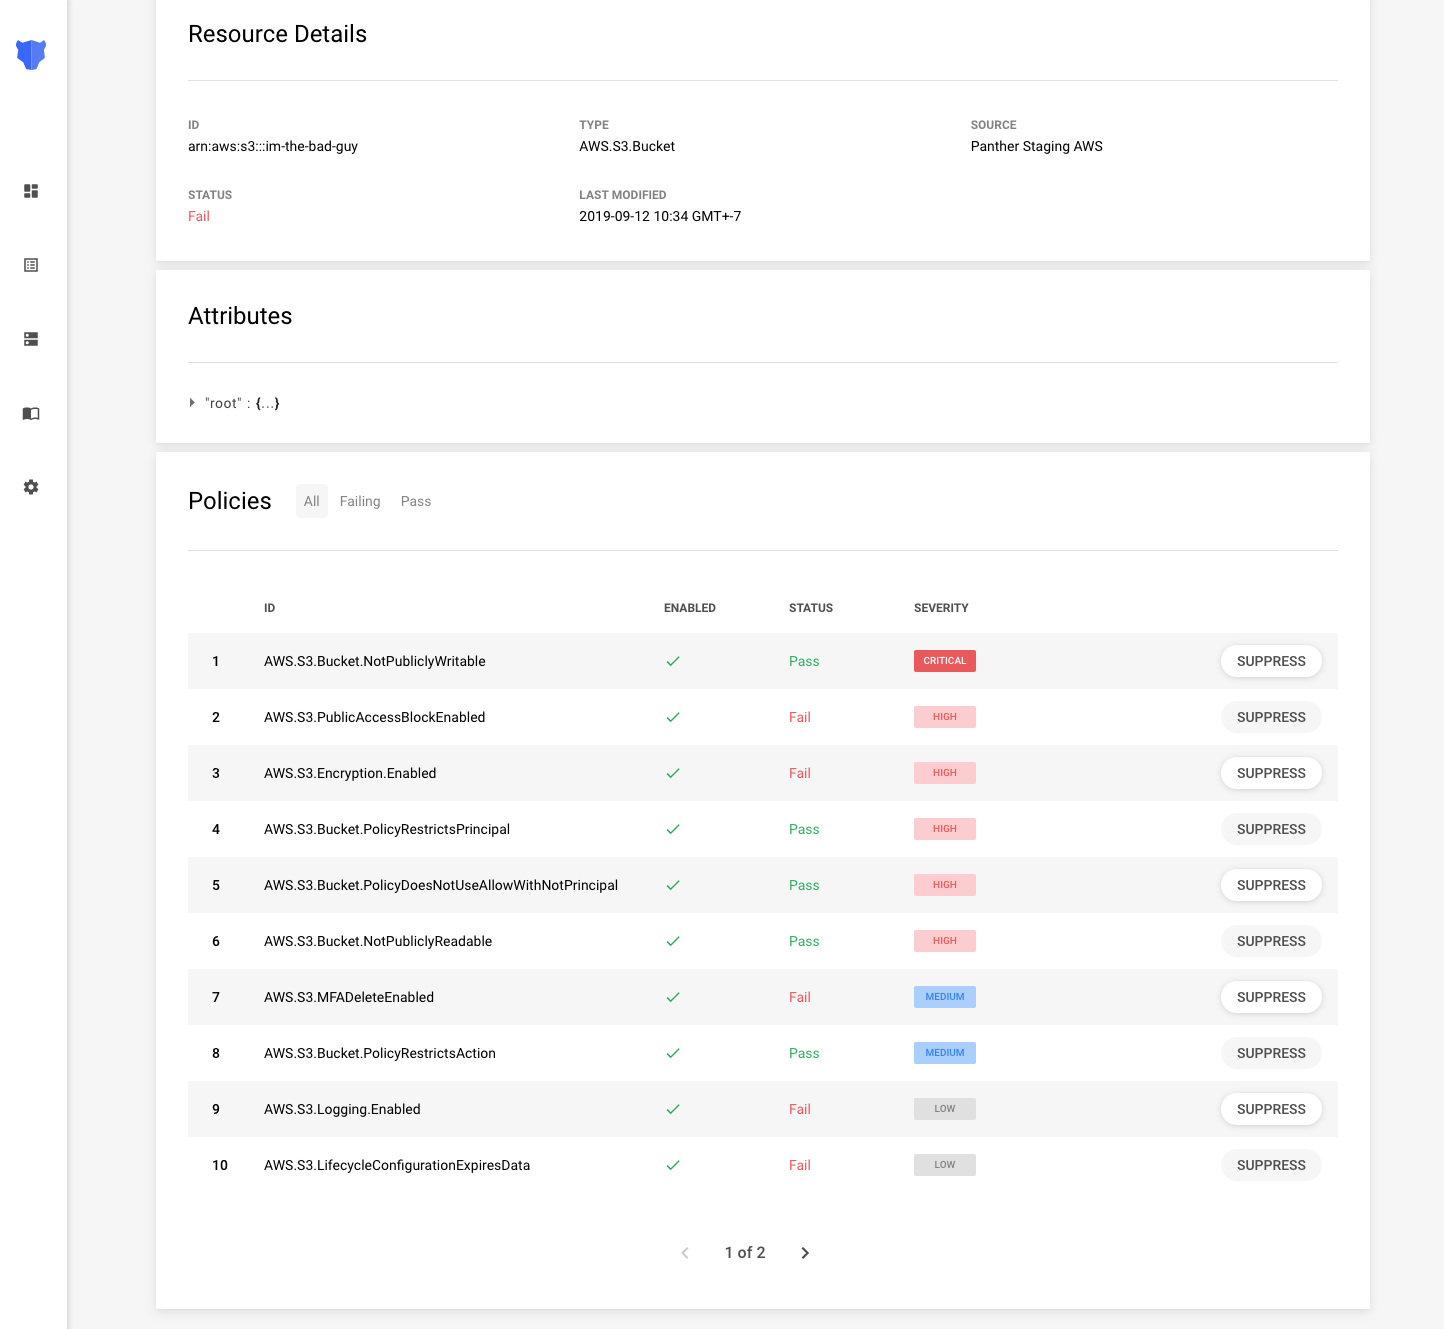 Resource Details
ID TYPE SOURCE
arn:aws:s3:::im-the-bad-guy AWS.S3.Bucket Panther Staging AWS
STATUS LAST MODIFIED
Fail 2019-09-12 10:34 GMT+-7
Attributes
"root" : {...}
Policies All Failing Pass
ID ENABLED STATUS SEVERITY
1 AWS.S3.Bucket.NotPubliclyWritable Pass CRITICAL SUPPRESS
2 AWS.S3.PublicAccessBlockEnabled Fail HIGH SUPPRESS
3 AWS.S3.Encryption.Enabled Fail HIGH SUPPRESS
4 AWS.S3.Bucket.PolicyRestrictsPrincipal Pass HIGH SUPPRESS
5 AWS.S3.Bucket.PolicyDoesNotUseAllowWithNotPrincipal Pass HIGH SUPPRESS
6 AWS.S3.Bucket.NotPubliclyReadable Pass HIGH SUPPRESS
7 AWS.S3.MFADeleteEnabled Fail MEDIUM SUPPRESS
8 AWS.S3.Bucket.PolicyRestrictsAction Pass MEDIUM SUPPRESS
9 AWS.S3.Logging.Enabled Fail LOW SUPPRESS
10 AWS.S3.LifecycleConfigurationExpiresData Fail LOW SUPPRESS
1 of 2